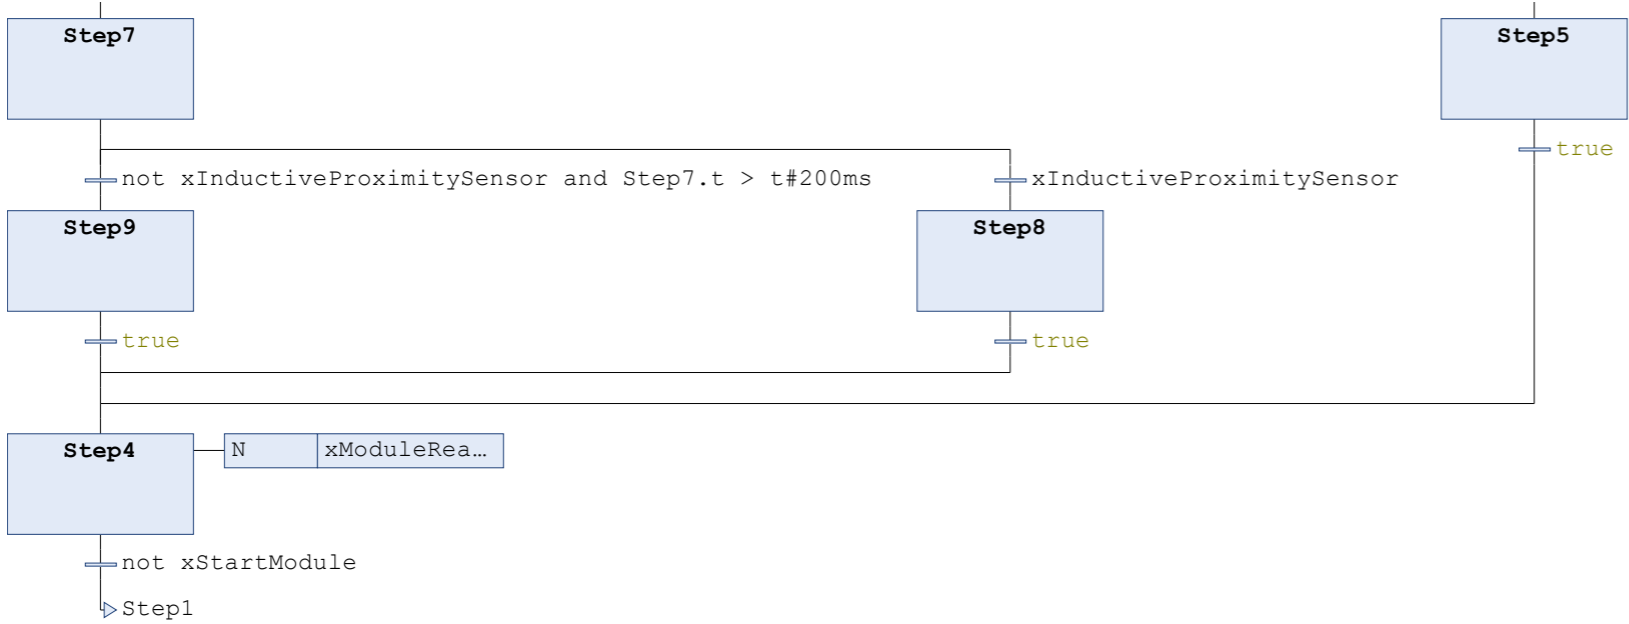 Step7
Step5
true
not xInductiveProximitySensor and Step7.t > t#200ms
xInductiveProximitySensor
Step9
Step8
true
true
Step4
N
xModuleRea…
not xStartModule
Step1